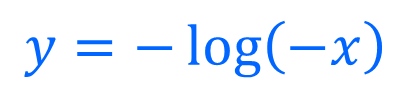 y = − log(−x)